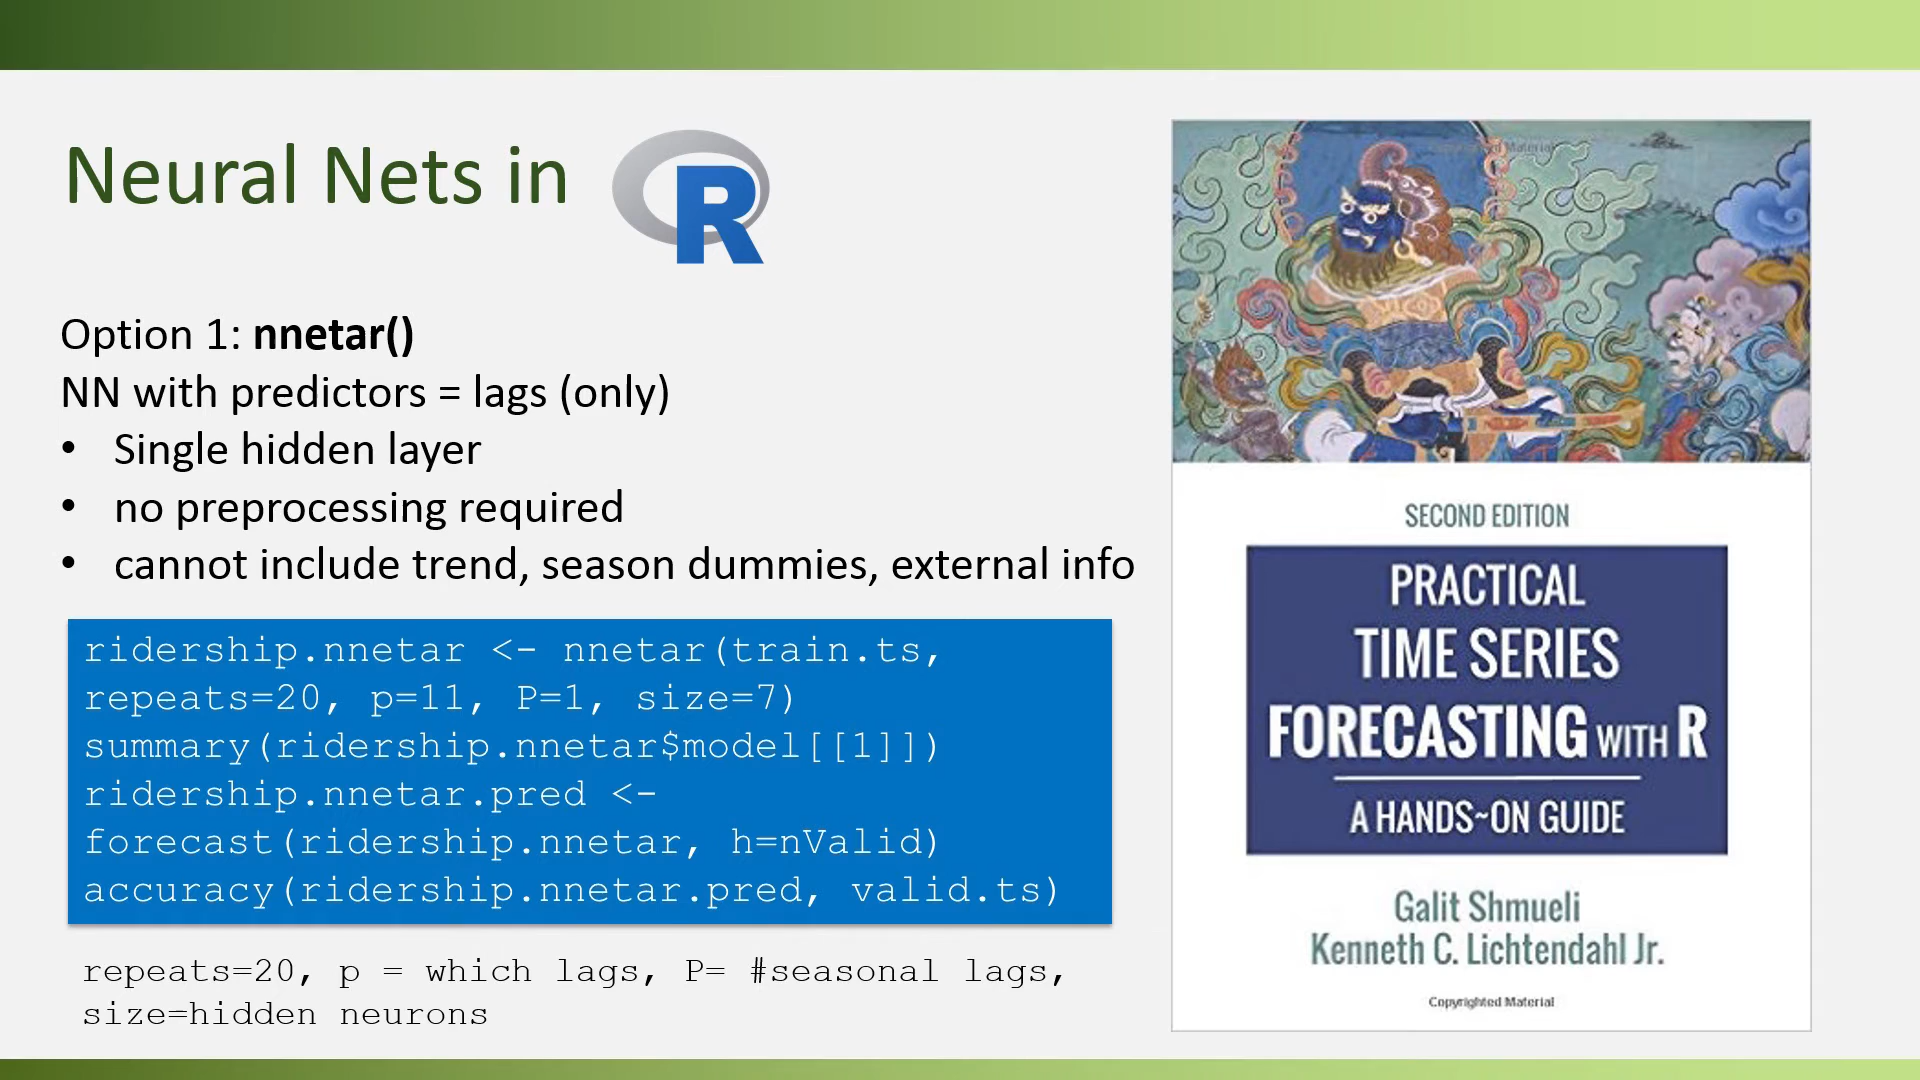 Neural Nets in R
Option 1: nnetar()
NN with predictors = lags (only)
• Single hidden layer
• no preprocessing required
• cannot include trend, season dummies, external info
ridership.nnetar <- nnetar(train.ts,
repeats=20, p=11, P=1, size=7)
summary(ridership.nnetar$model[[1]])
ridership.nnetar.pred <-
forecast(ridership.nnetar, h=nValid)
accuracy(ridership.nnetar.pred, valid.ts)
repeats=20, p = which lags, P= #seasonal lags,
size=hidden neurons
Copyrighted Material
SECOND EDITION
PRACTICAL
TIME SERIES
FORECASTING WITH R
A HANDS~ON GUIDE
Galit Shmueli
Kenneth C. Lichtendahl Jr.
Copyrighted Material